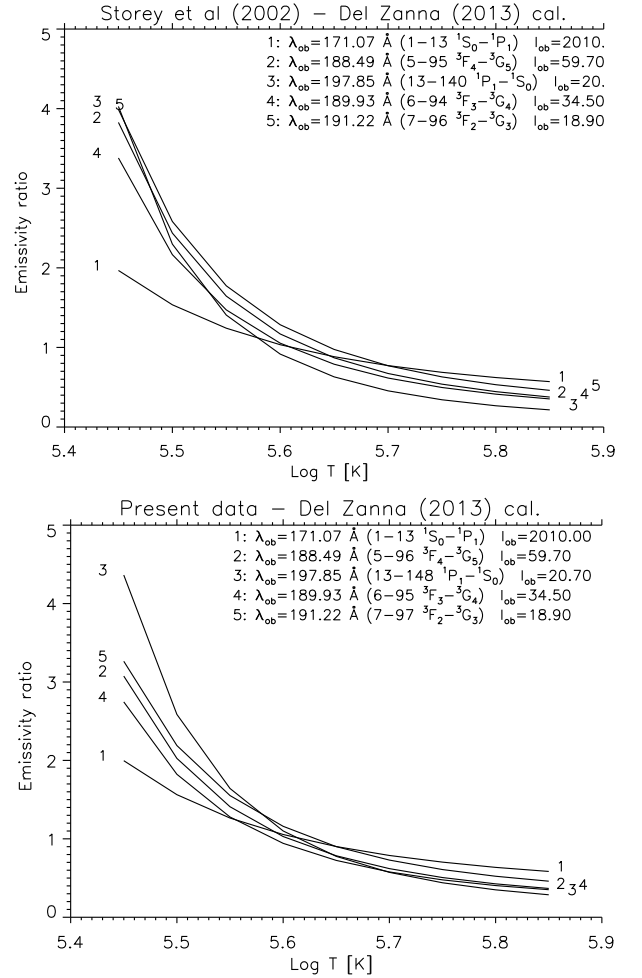 Storey et al (2002) – Del Zanna (2013) cal.
1: λob=171.07 Å (1–13 ¹S₀–¹P₁) Iob=2010.
2: λob=188.49 Å (5–95 ³F₄–³G₅) Iob=59.70
3: λob=197.85 Å (13–140 ¹P₁–¹S₀) Iob=20.
4: λob=189.93 Å (6–94 ³F₃–³G₄) Iob=34.50
5: λob=191.22 Å (7–96 ³F₂–³G₃) Iob=18.90
5
4
3
2
1
0
Emissivity ratio
3
5
2
4
1
1
2
3
4
5
5.4 5.5 5.6 5.7 5.8 5.9
Log T [K]
Present data – Del Zanna (2013) cal.
1: λob=171.07 Å (1–13 ¹S₀–¹P₁) Iob=2010.00
2: λob=188.49 Å (5–96 ³F₄–³G₅) Iob=59.70
3: λob=197.85 Å (13–148 ¹P₁–¹S₀) Iob=20.70
4: λob=189.93 Å (6–95 ³F₃–³G₄) Iob=34.50
5: λob=191.22 Å (7–97 ³F₂–³G₃) Iob=18.90
5
4
3
2
1
0
Emissivity ratio
3
5
2
4
1
1
2
3
4
5.4 5.5 5.6 5.7 5.8 5.9
Log T [K]